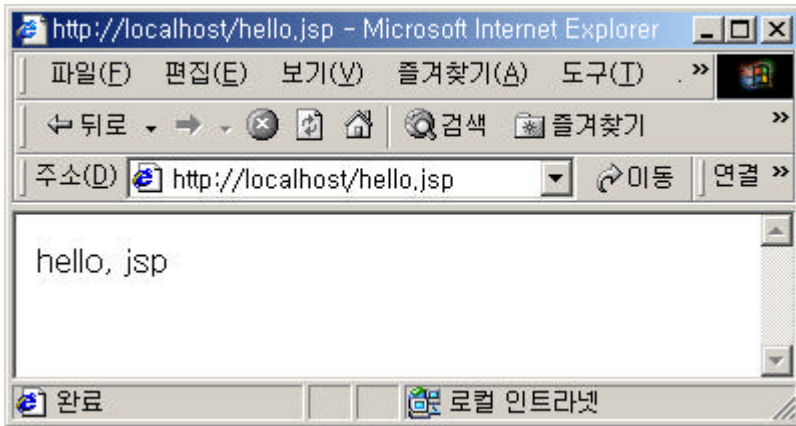 http://localhost/hello.jsp - Microsoft Internet Explorer
파일(F) 편집(E) 보기(V) 즐겨찾기(A) 도구(T) . »
뒤로 검색 즐겨찾기 »
주소(D) http://localhost/hello.jsp 이동 연결 »
hello, jsp
완료 로컬 인트라넷